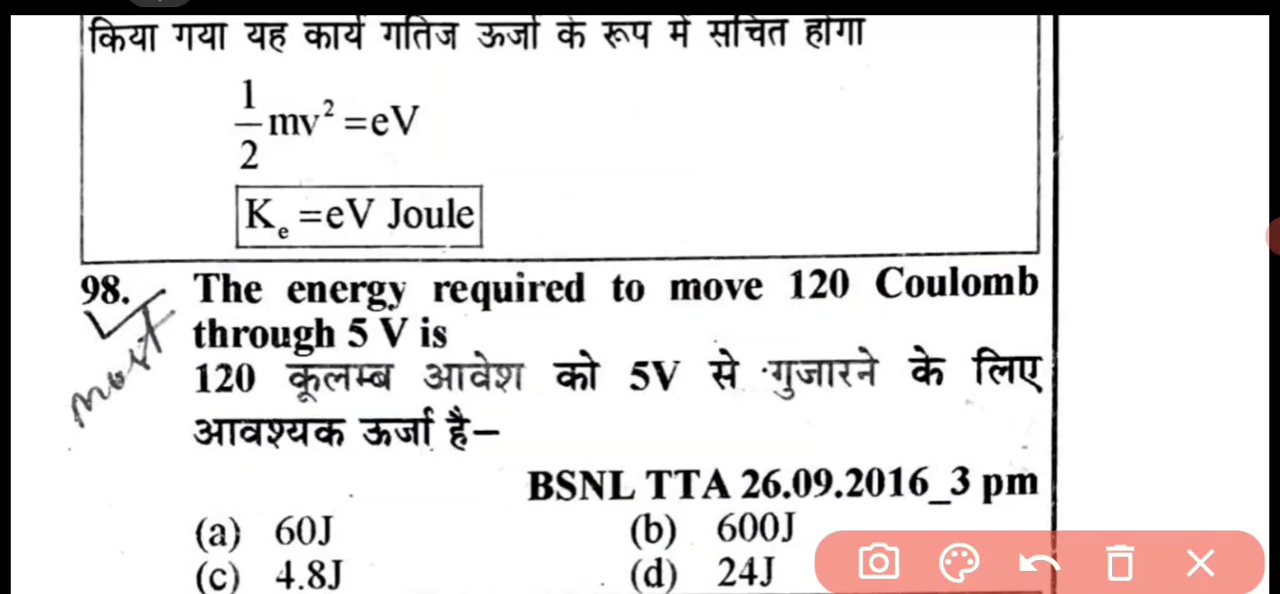 किया गया यह कार्य गतिज ऊर्जा के रूप में संचित होगा
1/2 mv² =eV
Kₑ =eV Joule
98. The energy required to move 120 Coulomb
through 5 V is
most
120 कूलम्ब आवेश को 5V से गुजारने के लिए
आवश्यक ऊर्जा है–
BSNL TTA 26.09.2016_3 pm
(a) 60J (b) 600J
(c) 4.8J (d) 24J